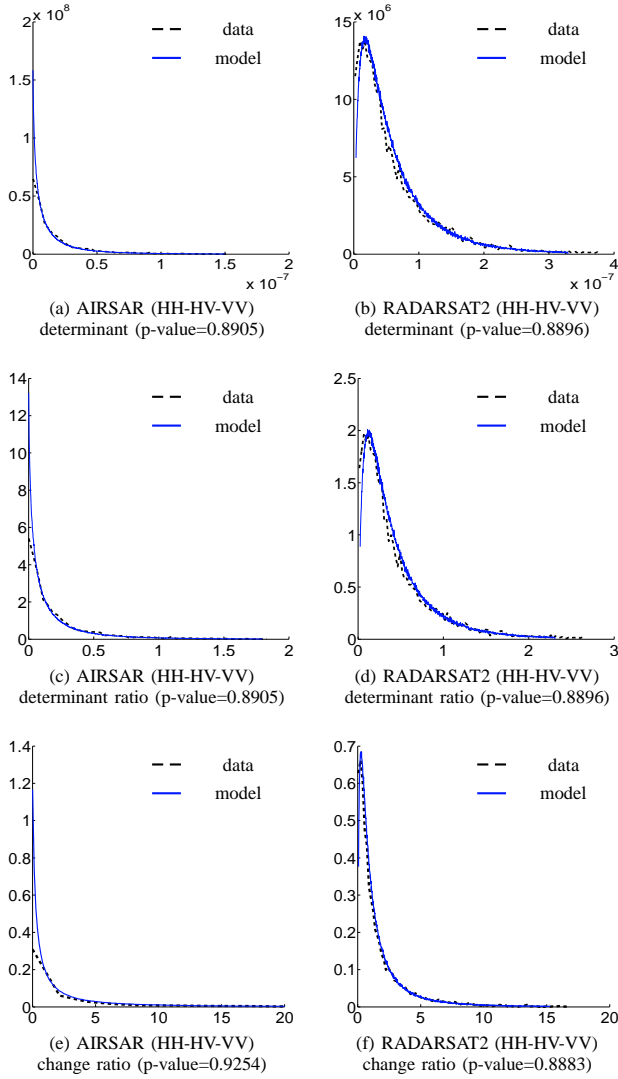 x 10^8
2
1.5
1
0.5
0
0 0.5 1 1.5 2
x 10^-7
data
model
(a) AIRSAR (HH-HV-VV)
determinant (p-value=0.8905)
x 10^6
15
10
5
0
0 1 2 3 4
x 10^-7
data
model
(b) RADARSAT2 (HH-HV-VV)
determinant (p-value=0.8896)
14
12
10
8
6
4
2
0
0 0.5 1 1.5 2
data
model
(c) AIRSAR (HH-HV-VV)
determinant ratio (p-value=0.8905)
2.5
2
1.5
1
0.5
0
0 1 2 3
data
model
(d) RADARSAT2 (HH-HV-VV)
determinant ratio (p-value=0.8896)
1.4
1.2
1
0.8
0.6
0.4
0.2
0
0 5 10 15 20
data
model
(e) AIRSAR (HH-HV-VV)
change ratio (p-value=0.9254)
0.7
0.6
0.5
0.4
0.3
0.2
0.1
0
0 5 10 15 20
data
model
(f) RADARSAT2 (HH-HV-VV)
change ratio (p-value=0.8883)